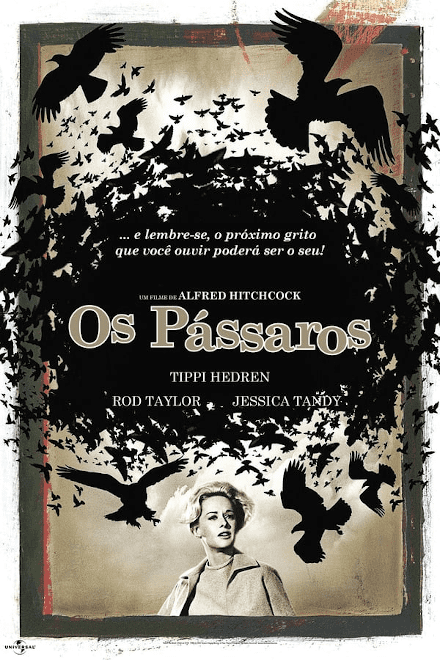 ... e lembre-se, o próximo grito
que você ouvir poderá ser o seu!
UM FILME DE ALFRED HITCHCOCK
Os Pássaros
TIPPI HEDREN
ROD TAYLOR JESSICA TANDY
UNIVERSAL